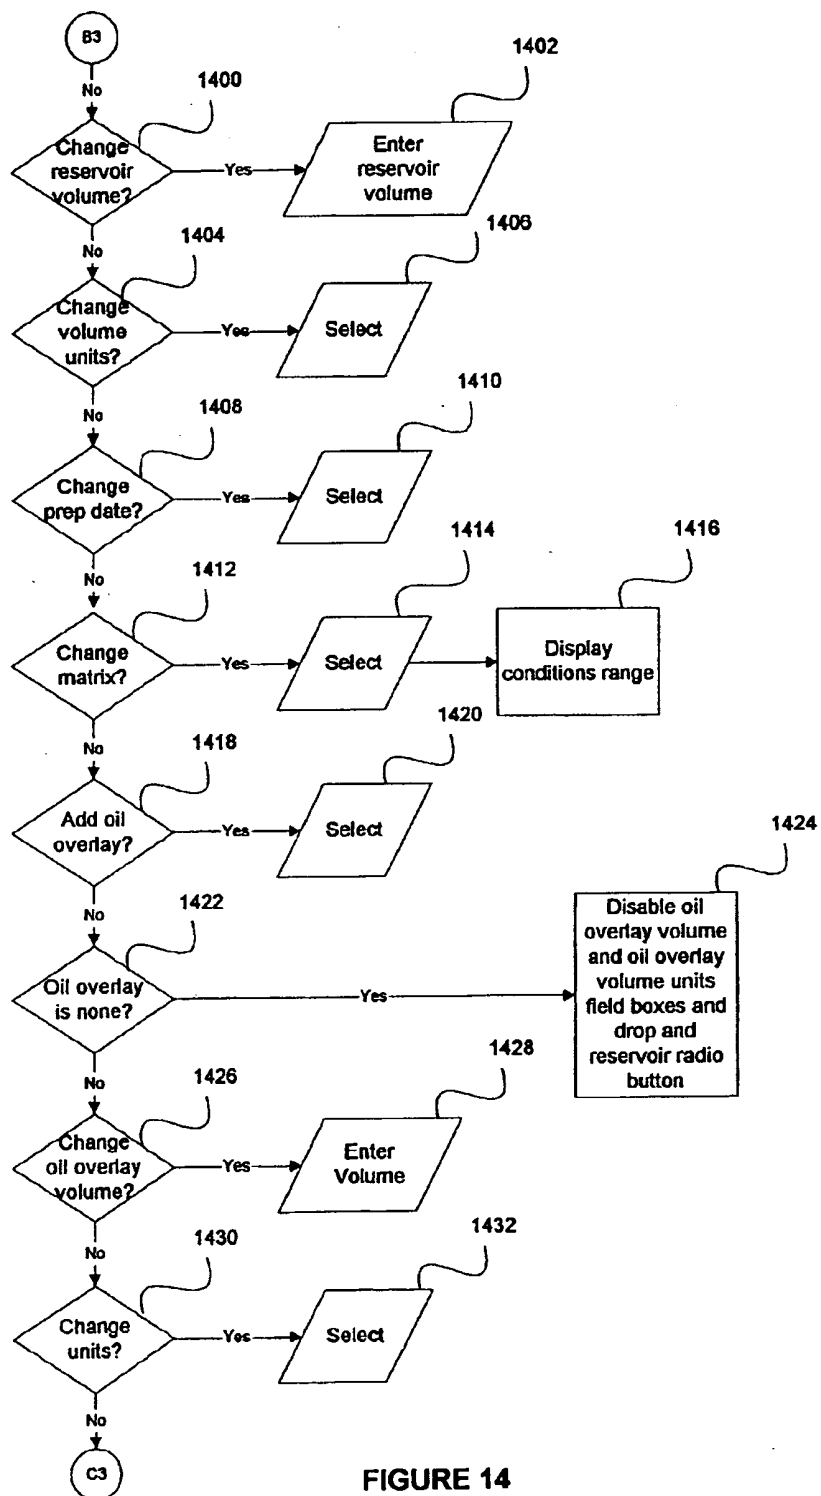 B3
No
1400
1402
Change
reservoir
volume?
Yes
Enter
reservoir
volume
No
1404
1406
Change
volume
units?
Yes
Select
No
1408
1410
Change
prep date?
Yes
Select
No
1412
1414
1416
Change
matrix?
Yes
Select
Display
conditions range
No
1418
1420
Add oil
overlay?
Yes
Select
No
1422
1424
Oil overlay
is none?
Yes
Disable oil
overlay volume
and oil overlay
volume units
field boxes and
drop and
reservoir radio
button
No
1426
1428
Change
oil overlay
volume?
Yes
Enter
Volume
No
1430
1432
Change
units?
Yes
Select
No
C3
FIGURE 14